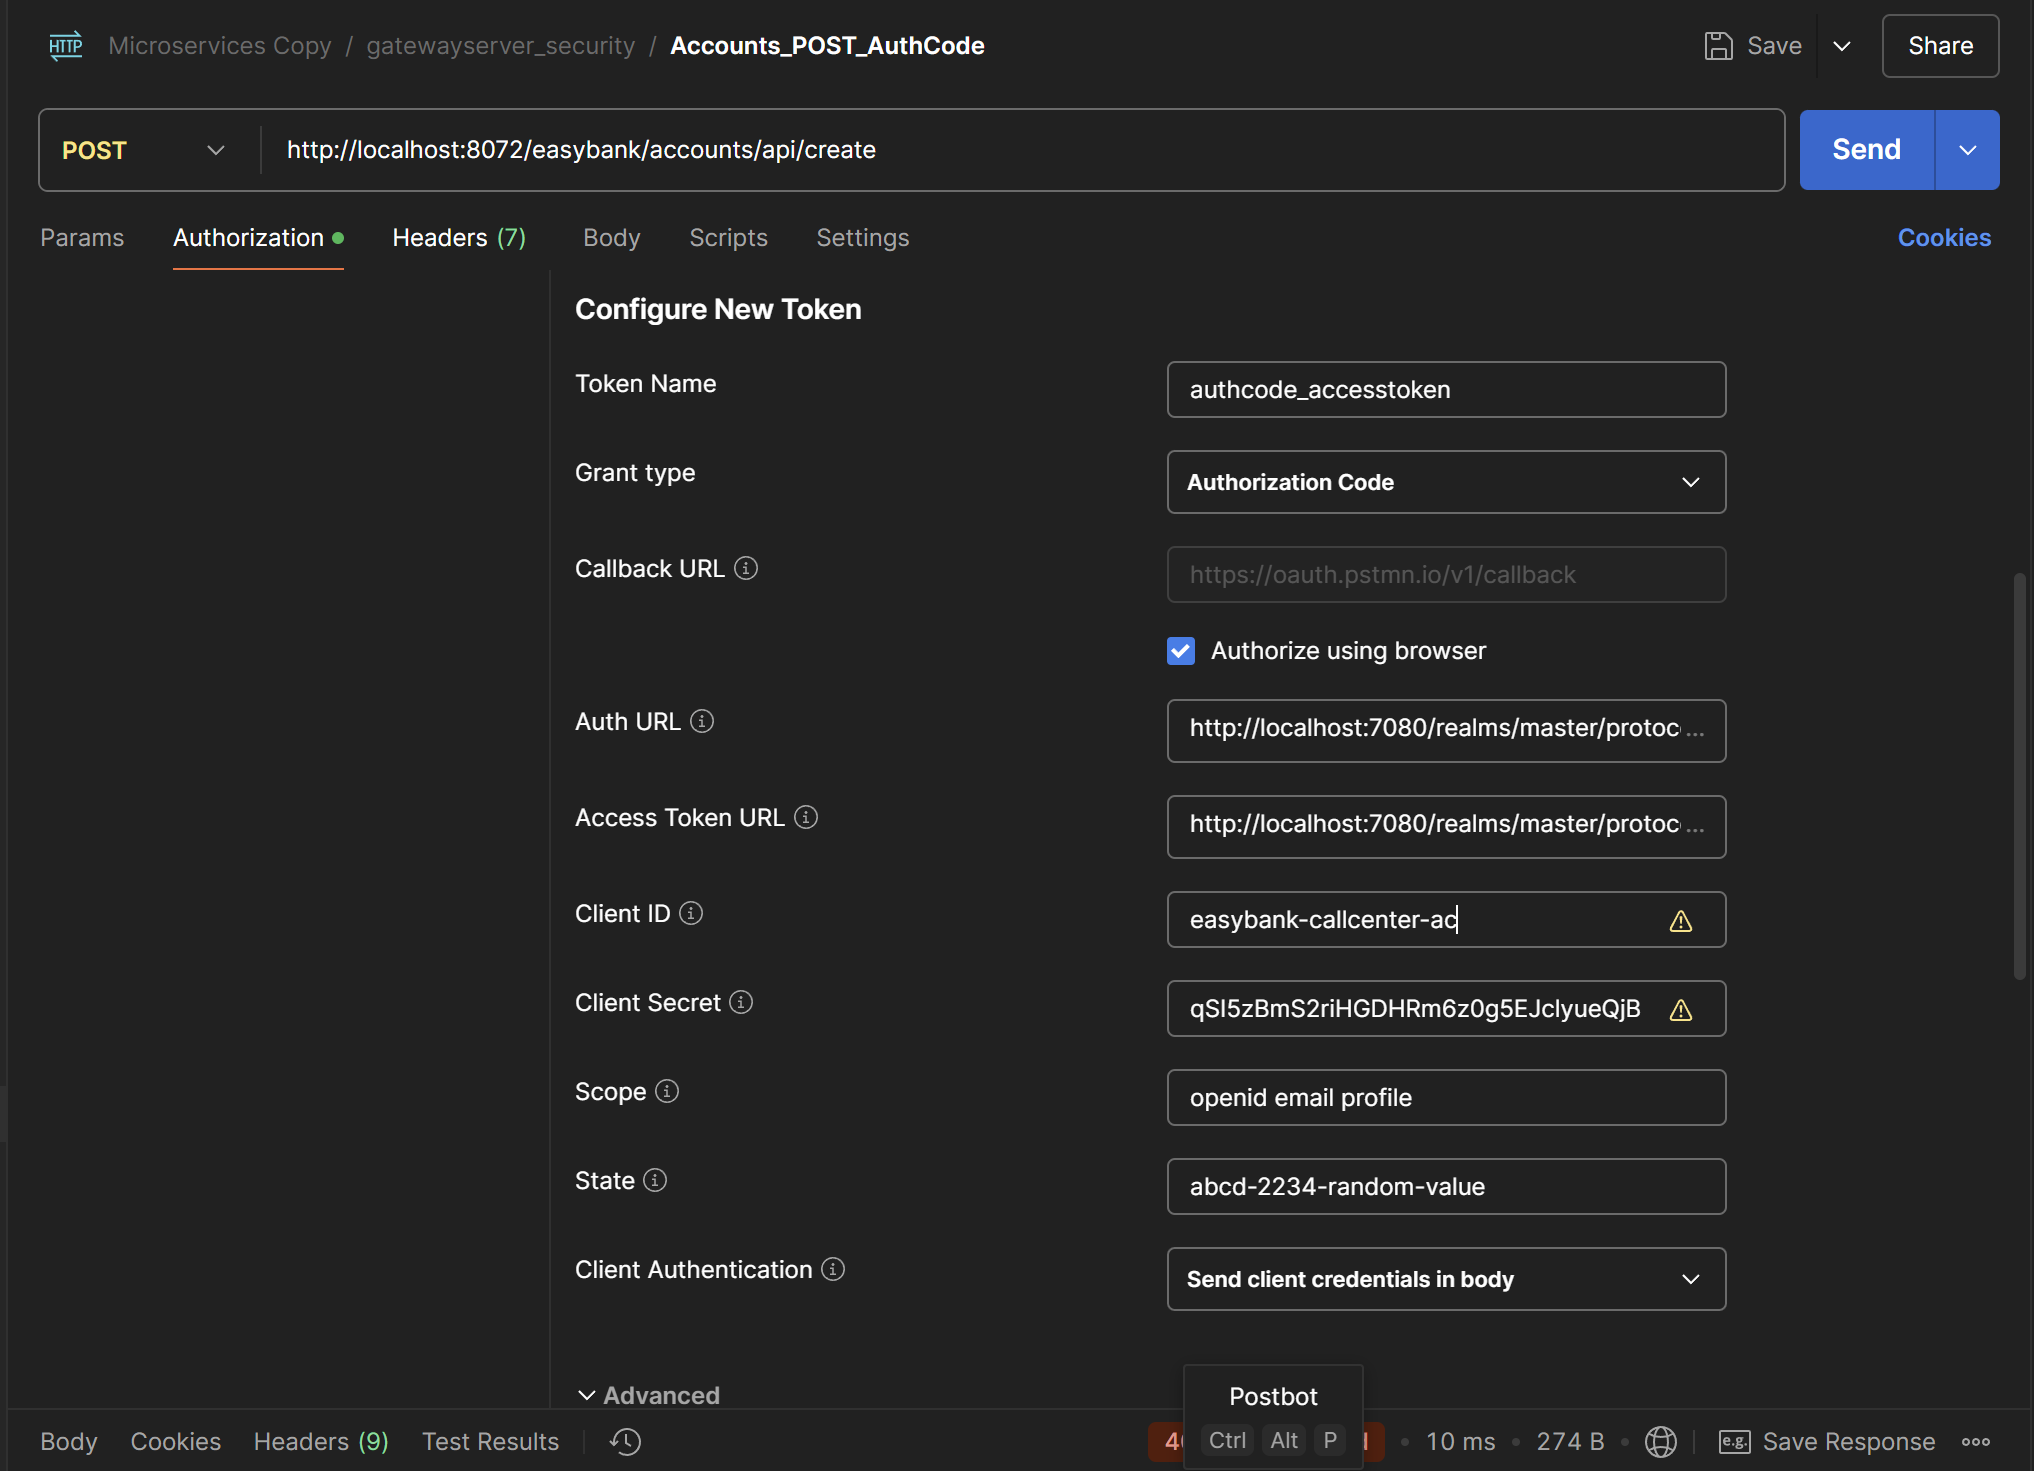 HTTP Microservices Copy / gatewayserver_security / Accounts_POST_AuthCode Save Share
POST http://localhost:8072/easybank/accounts/api/create Send
Params Authorization Headers (7) Body Scripts Settings Cookies
Configure New Token
Token Name authcode_accesstoken
Grant type Authorization Code
Callback URL https://oauth.pstmn.io/v1/callback
Authorize using browser
Auth URL http://localhost:7080/realms/master/protoc...
Access Token URL http://localhost:7080/realms/master/protoc...
Client ID easybank-callcenter-ac
Client Secret qSI5zBmS2riHGDHRm6z0g5EJclyueQjB
Scope openid email profile
State abcd-2234-random-value
Client Authentication Send client credentials in body
Advanced
Postbot
Ctrl Alt P
Body Cookies Headers (9) Test Results 10 ms 274 B e.g. Save Response